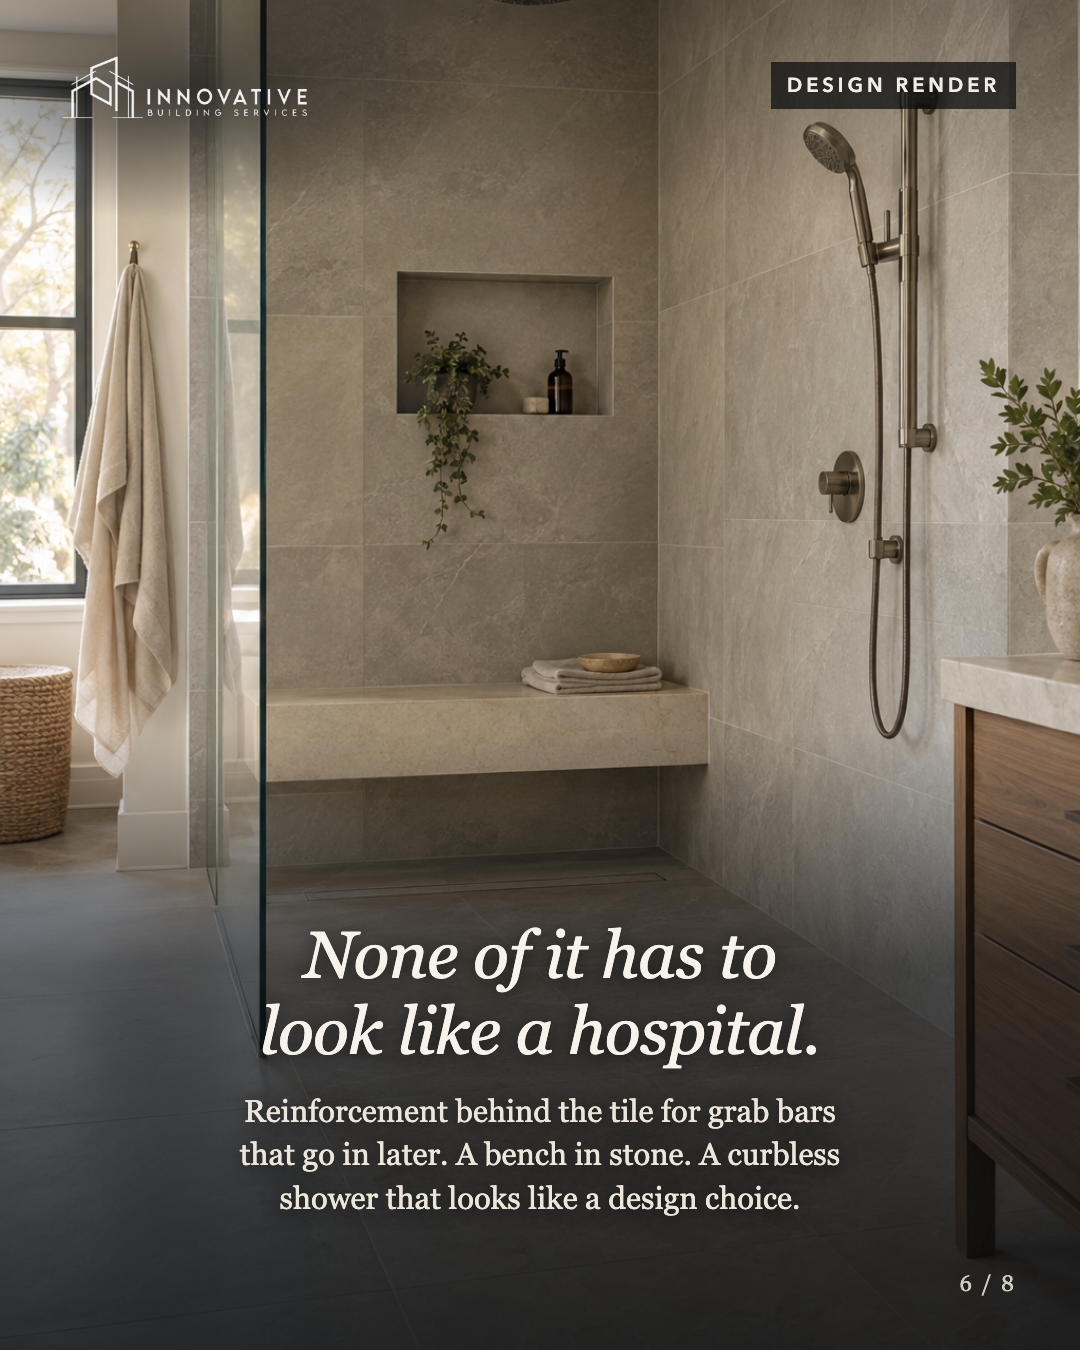 INNOVATIVE
BUILDING SERVICES
DESIGN RENDER
None of it has to
look like a hospital.
Reinforcement behind the tile for grab bars
that go in later. A bench in stone. A curbless
shower that looks like a design choice.
6 / 8